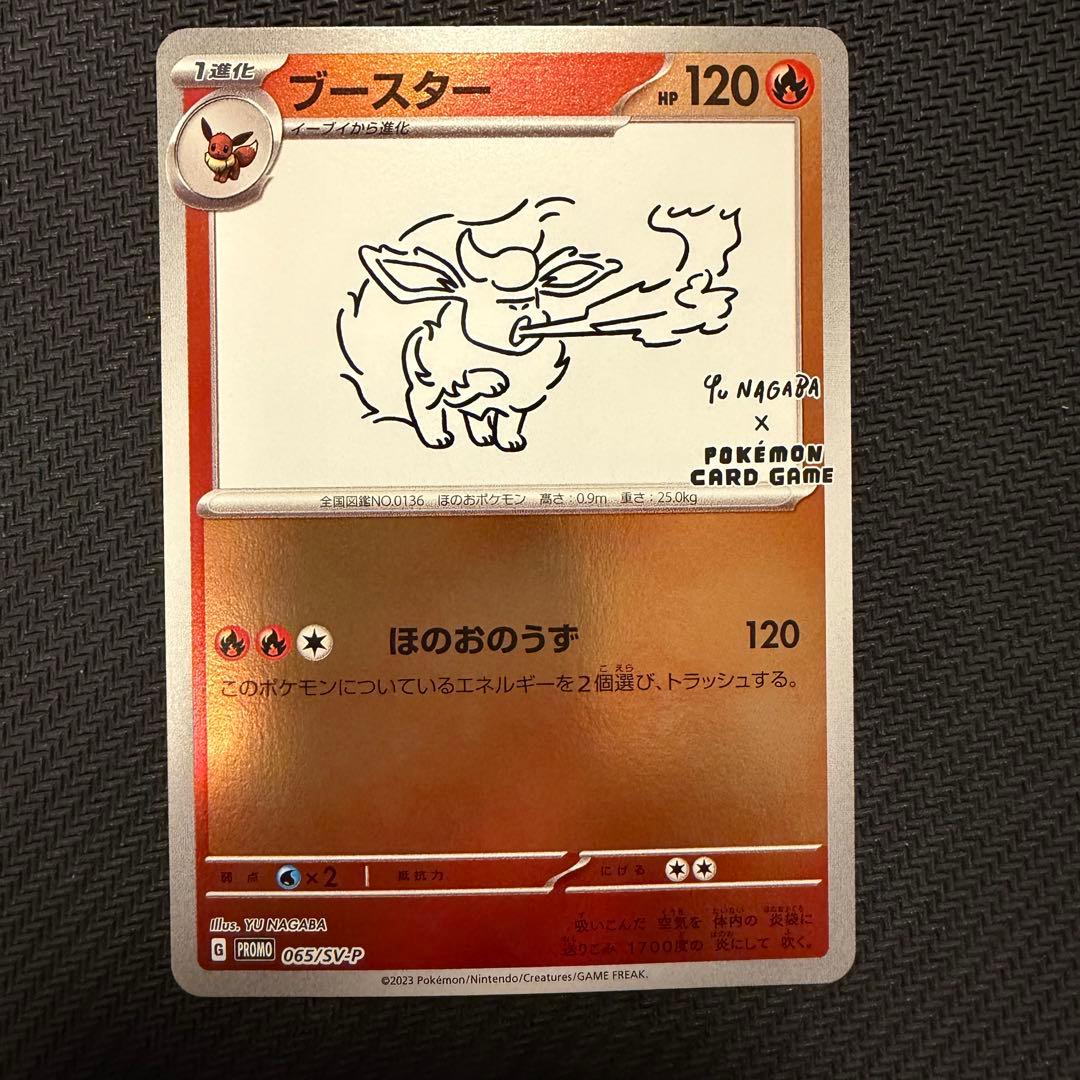 1進化
ブースター
HP 120
イーブイから進化
Yu NAGABA
×
POKÉMON
CARD GAME
全国図鑑NO.0136 ほのおポケモン 高さ：0.9m 重さ：25.0kg
ほのおのうず 120
このポケモンについているエネルギーを2個選び、トラッシュする。
弱点 ×2 抵抗力 にげる
Illus. YU NAGABA
吸いこんだ 空気を 体内の 炎袋に
送りこみ 1700度の 炎にして 吹く。
G PROMO 065/SV-P
©2023 Pokémon/Nintendo/Creatures/GAME FREAK.